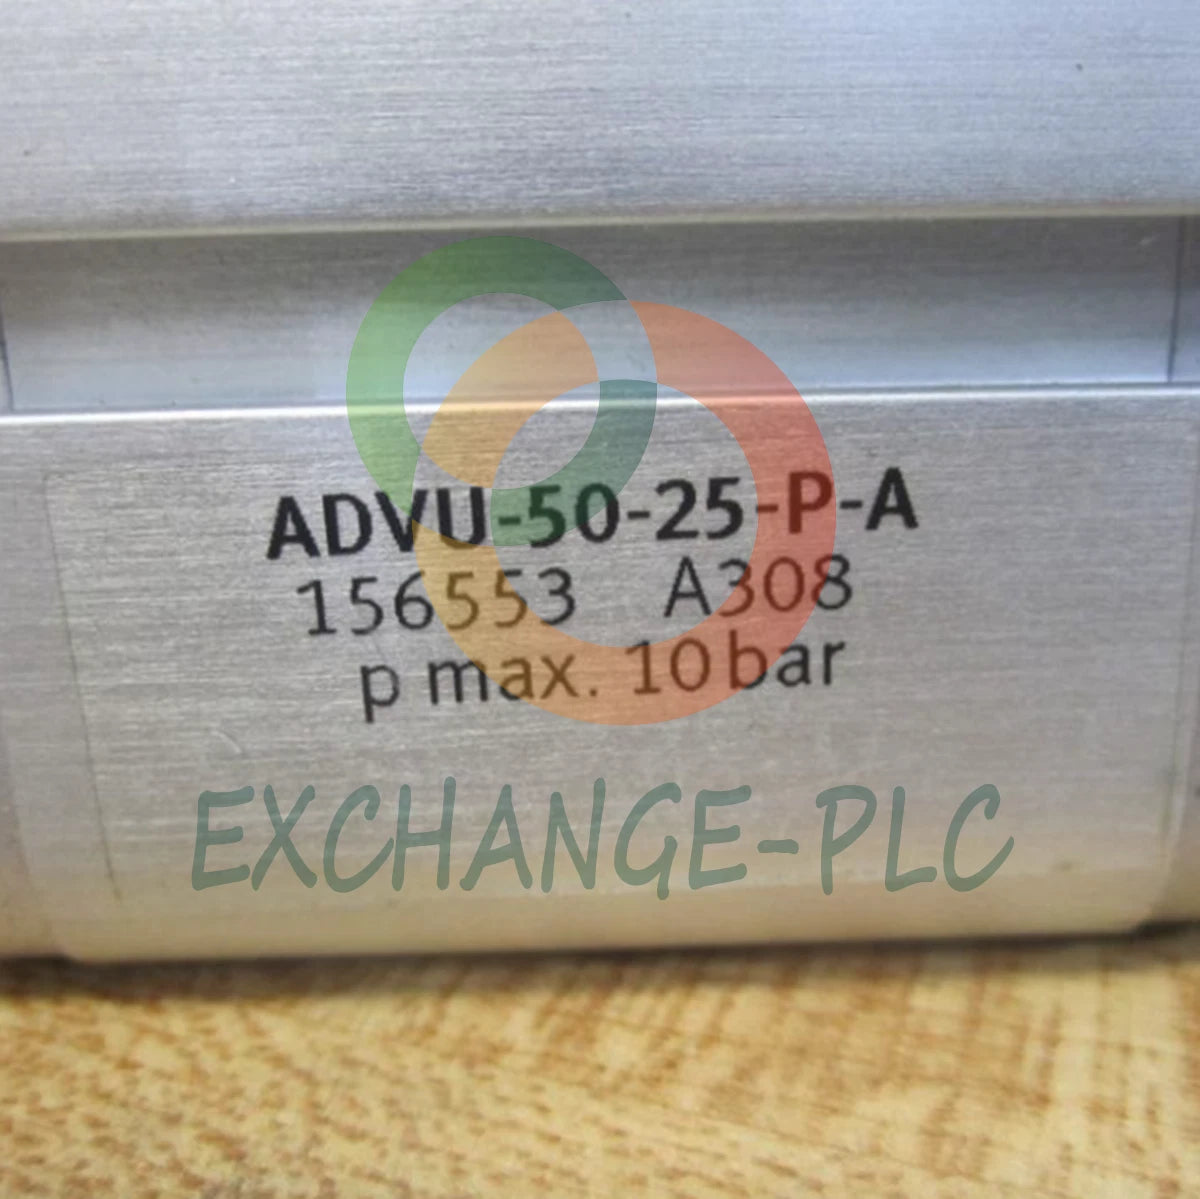 ADVU-50-25-P-A
156553 A308
p max. 10 bar
EXCHANGE-PLC